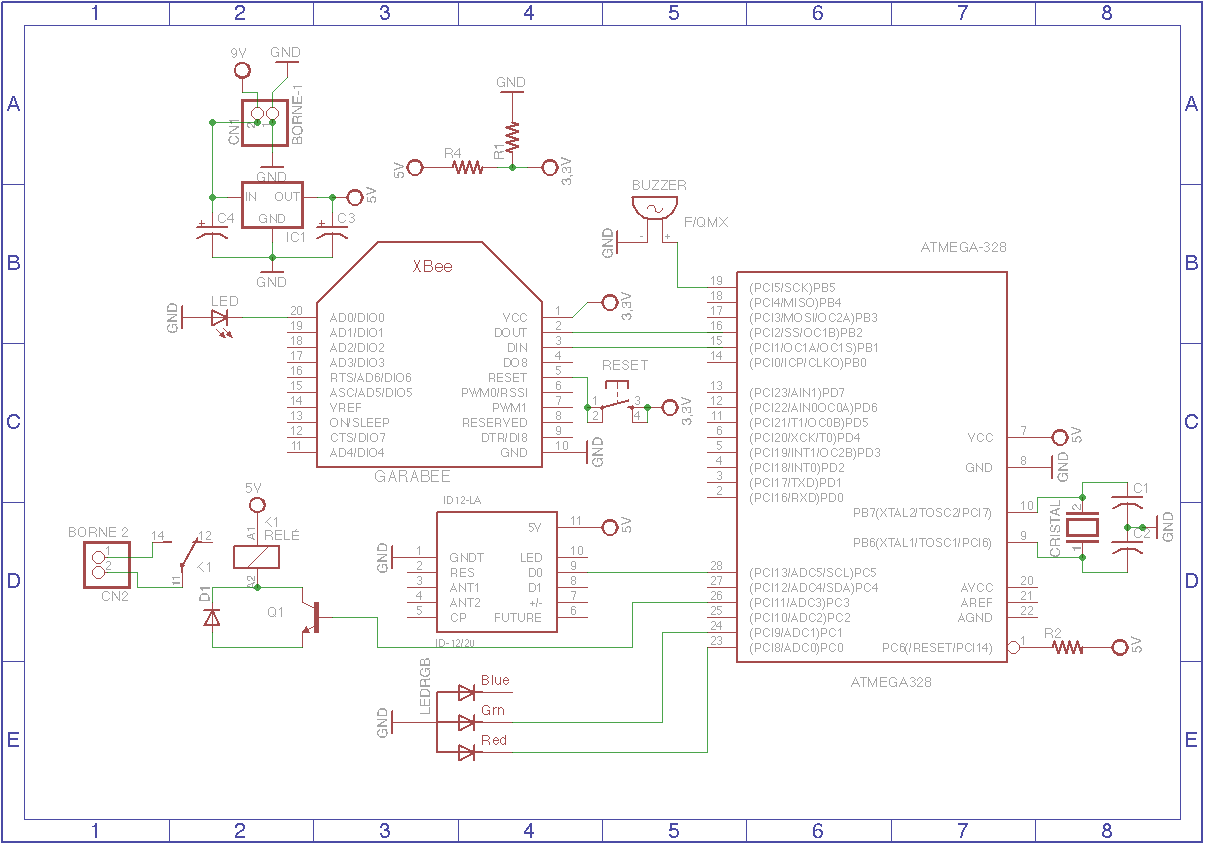 1 2 3 4 5 6 7 8
A
B
C
D
E
A
B
C
D
E
9V
GND
CN1
2
1
BORNE-1
GND
IN OUT
GND
IC1
5V
C4
C3
+
+
GND
GND
R1
R4
5V
3,3V
BUZZER
F/QMX
GND
- +
XBee
GARABEE
LED
GND
20 AD0/DIO0
19 AD1/DIO1
18 AD2/DIO2
17 AD3/DIO3
16 RTS/AD6/DIO6
15 ASC/AD5/DIO5
14 VREF
13 ON/SLEEP
12 CTS/DIO7
11 AD4/DIO4
VCC 1
DOUT 2
DIN 3
DO8 4
RESET 5
PWM0/RSSI 6
PWM1 7
RESERVED 8
DTR/DI8 9
GND 10
3,3V
RESET
1 3
2 4
3,3V
GND
ATMEGA-328
19 (PCI5/SCK)PB5
18 (PCI4/MISO)PB4
17 (PCI3/MOSI/OC2A)PB3
16 (PCI2/SS/OC1B)PB2
15 (PCI1/OC1A/OC1S)PB1
14 (PCI0/ICP/CLKO)PB0
13 (PCI23/AIN1)PD7
12 (PCI22/AIN0OC0A)PD6
11 (PCI21/T1/OC0B)PD5
6 (PCI20/XCK/T0)PD4
5 (PCI19/INT1/OC2B)PD3
4 (PCI18/INT0)PD2
3 (PCI17/TXD)PD1
2 (PCI16/RXD)PD0
28 (PCI13/ADC5/SCL)PC5
27 (PCI12/ADC4/SDA)PC4
26 (PCI11/ADC3)PC3
25 (PCI10/ADC2)PC2
24 (PCI9/ADC1)PC1
23 (PCI8/ADC0)PC0
VCC 7
5V
GND 8
GND
PB7(XTAL2/TOSC2/PCI7) 10
PB6(XTAL1/TOSC1/PCI6) 9
AVCC 20
AREF 21
AGND 22
PC6(/RESET/PCI14) 1
R2
5V
ATMEGA328
CRISTAL
2
1
C1
C2
GND
ID12-LA
5V 11
5V
GND
1 GNDT
2 RES
3 ANT1
4 ANT2
5 CP
LED 10
D0 9
D1 8
+/- 7
FUTURE 6
ID-12/20
5V
A1
K1
RELÉ
A2
BORNE 2
1
2
CN2
14 12
11
K1
D1
Q1
LEDRGB
GND
Blue
Grn
Red
1 2 3 4 5 6 7 8